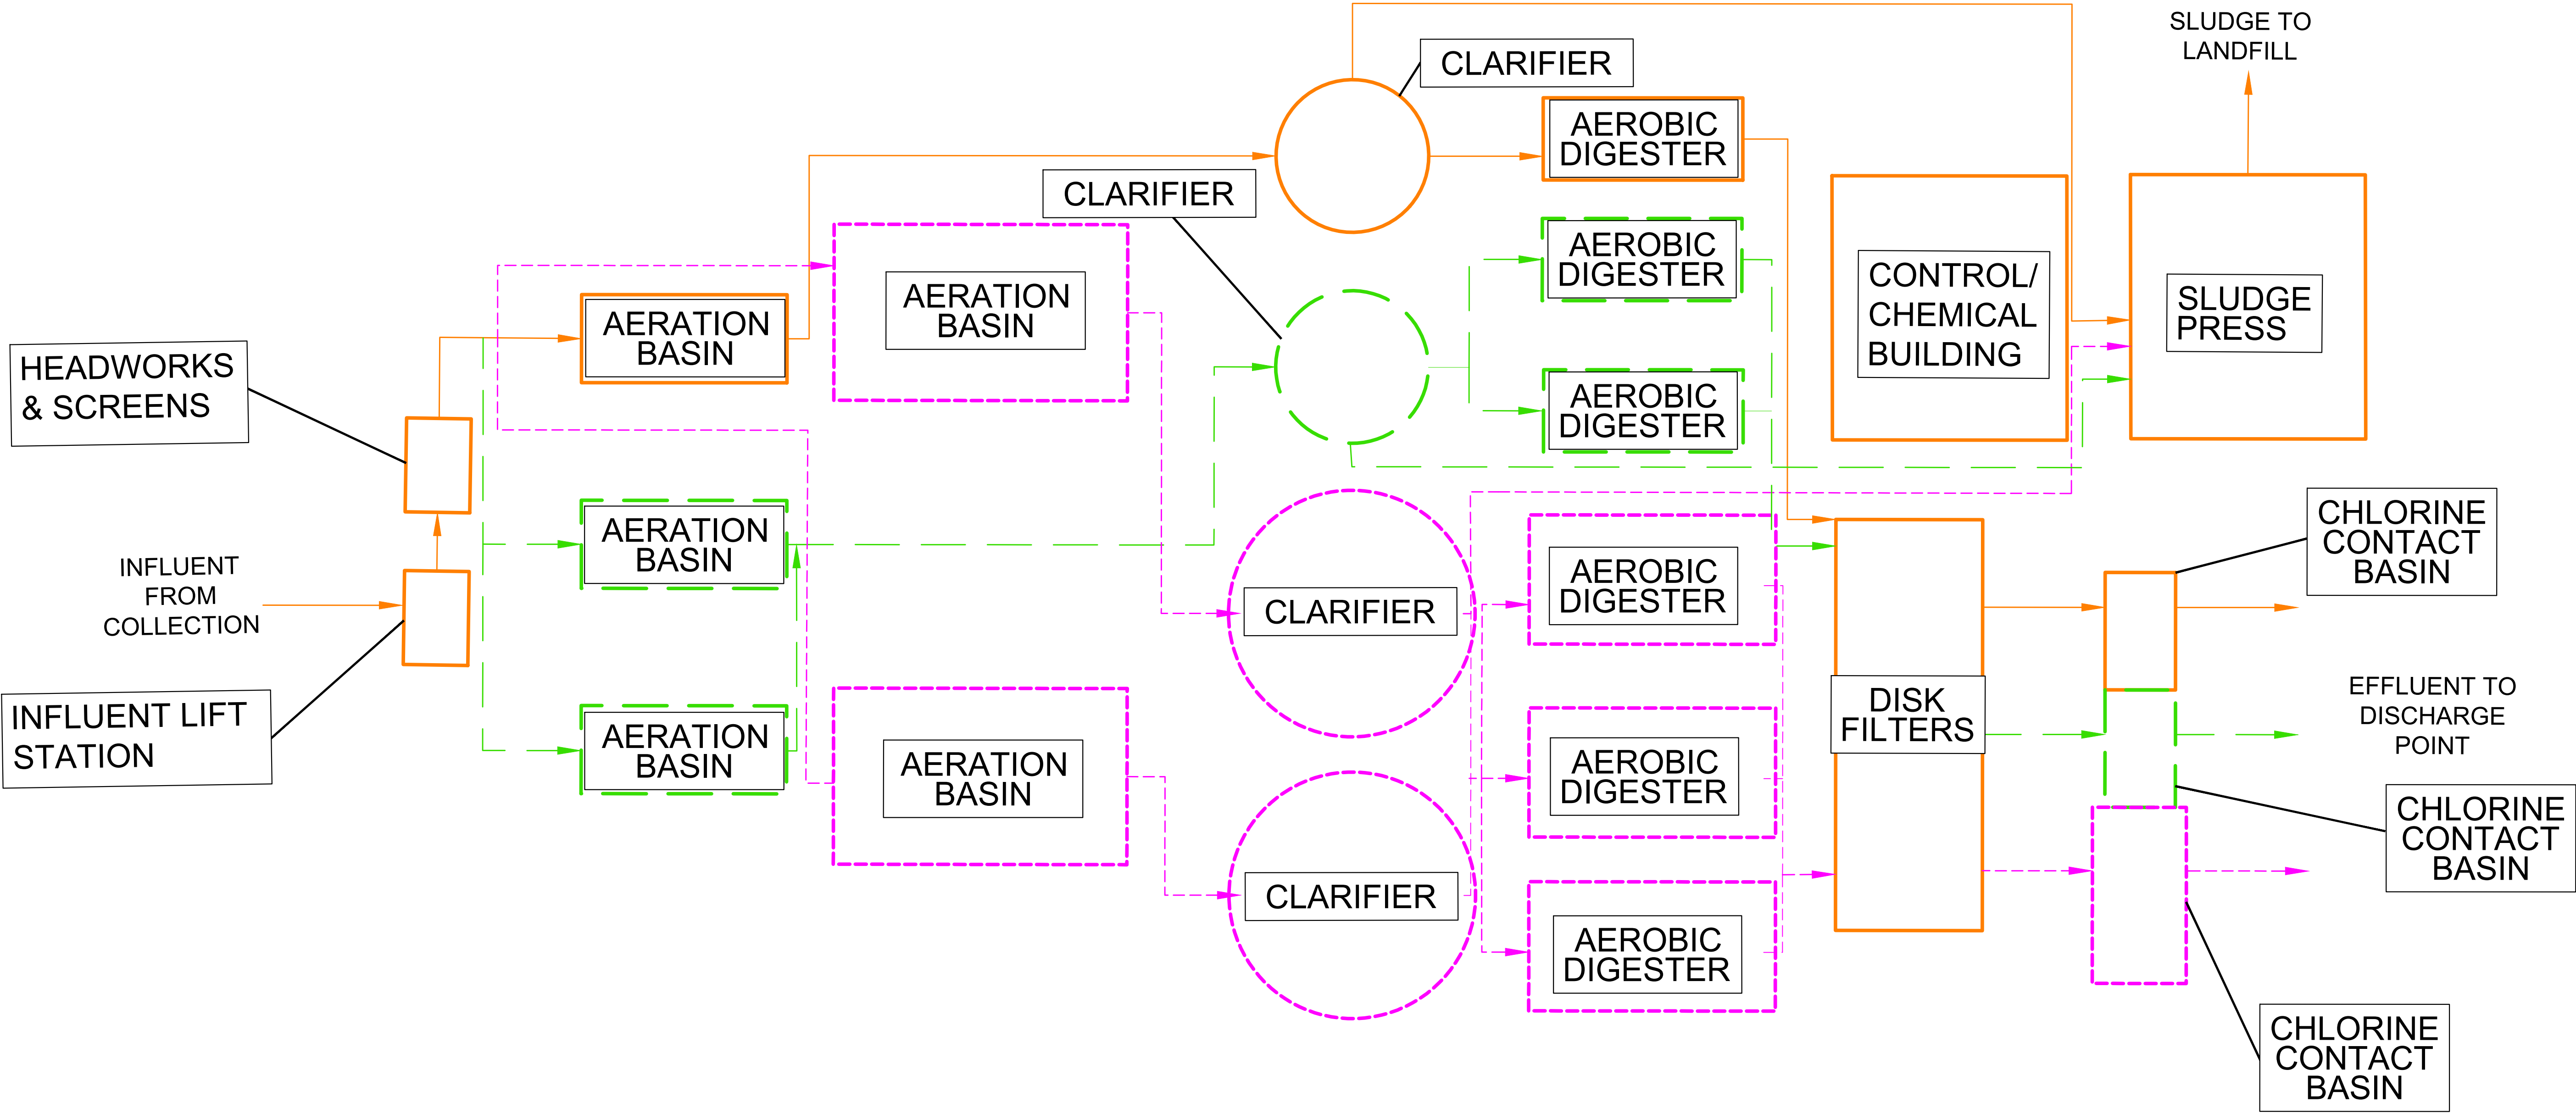 SLUDGE TO
LANDFILL
CLARIFIER
AEROBIC
DIGESTER
CLARIFIER
AEROBIC
DIGESTER
CONTROL/
CHEMICAL
BUILDING
SLUDGE
PRESS
AERATION
BASIN
AERATION
BASIN
HEADWORKS
& SCREENS
AEROBIC
DIGESTER
CHLORINE
CONTACT
BASIN
AERATION
BASIN
INFLUENT
FROM
COLLECTION
CLARIFIER
AEROBIC
DIGESTER
INFLUENT LIFT
STATION
AERATION
BASIN
AERATION
BASIN
AEROBIC
DIGESTER
DISK
FILTERS
EFFLUENT TO
DISCHARGE
POINT
CHLORINE
CONTACT
BASIN
CLARIFIER
AEROBIC
DIGESTER
CHLORINE
CONTACT
BASIN